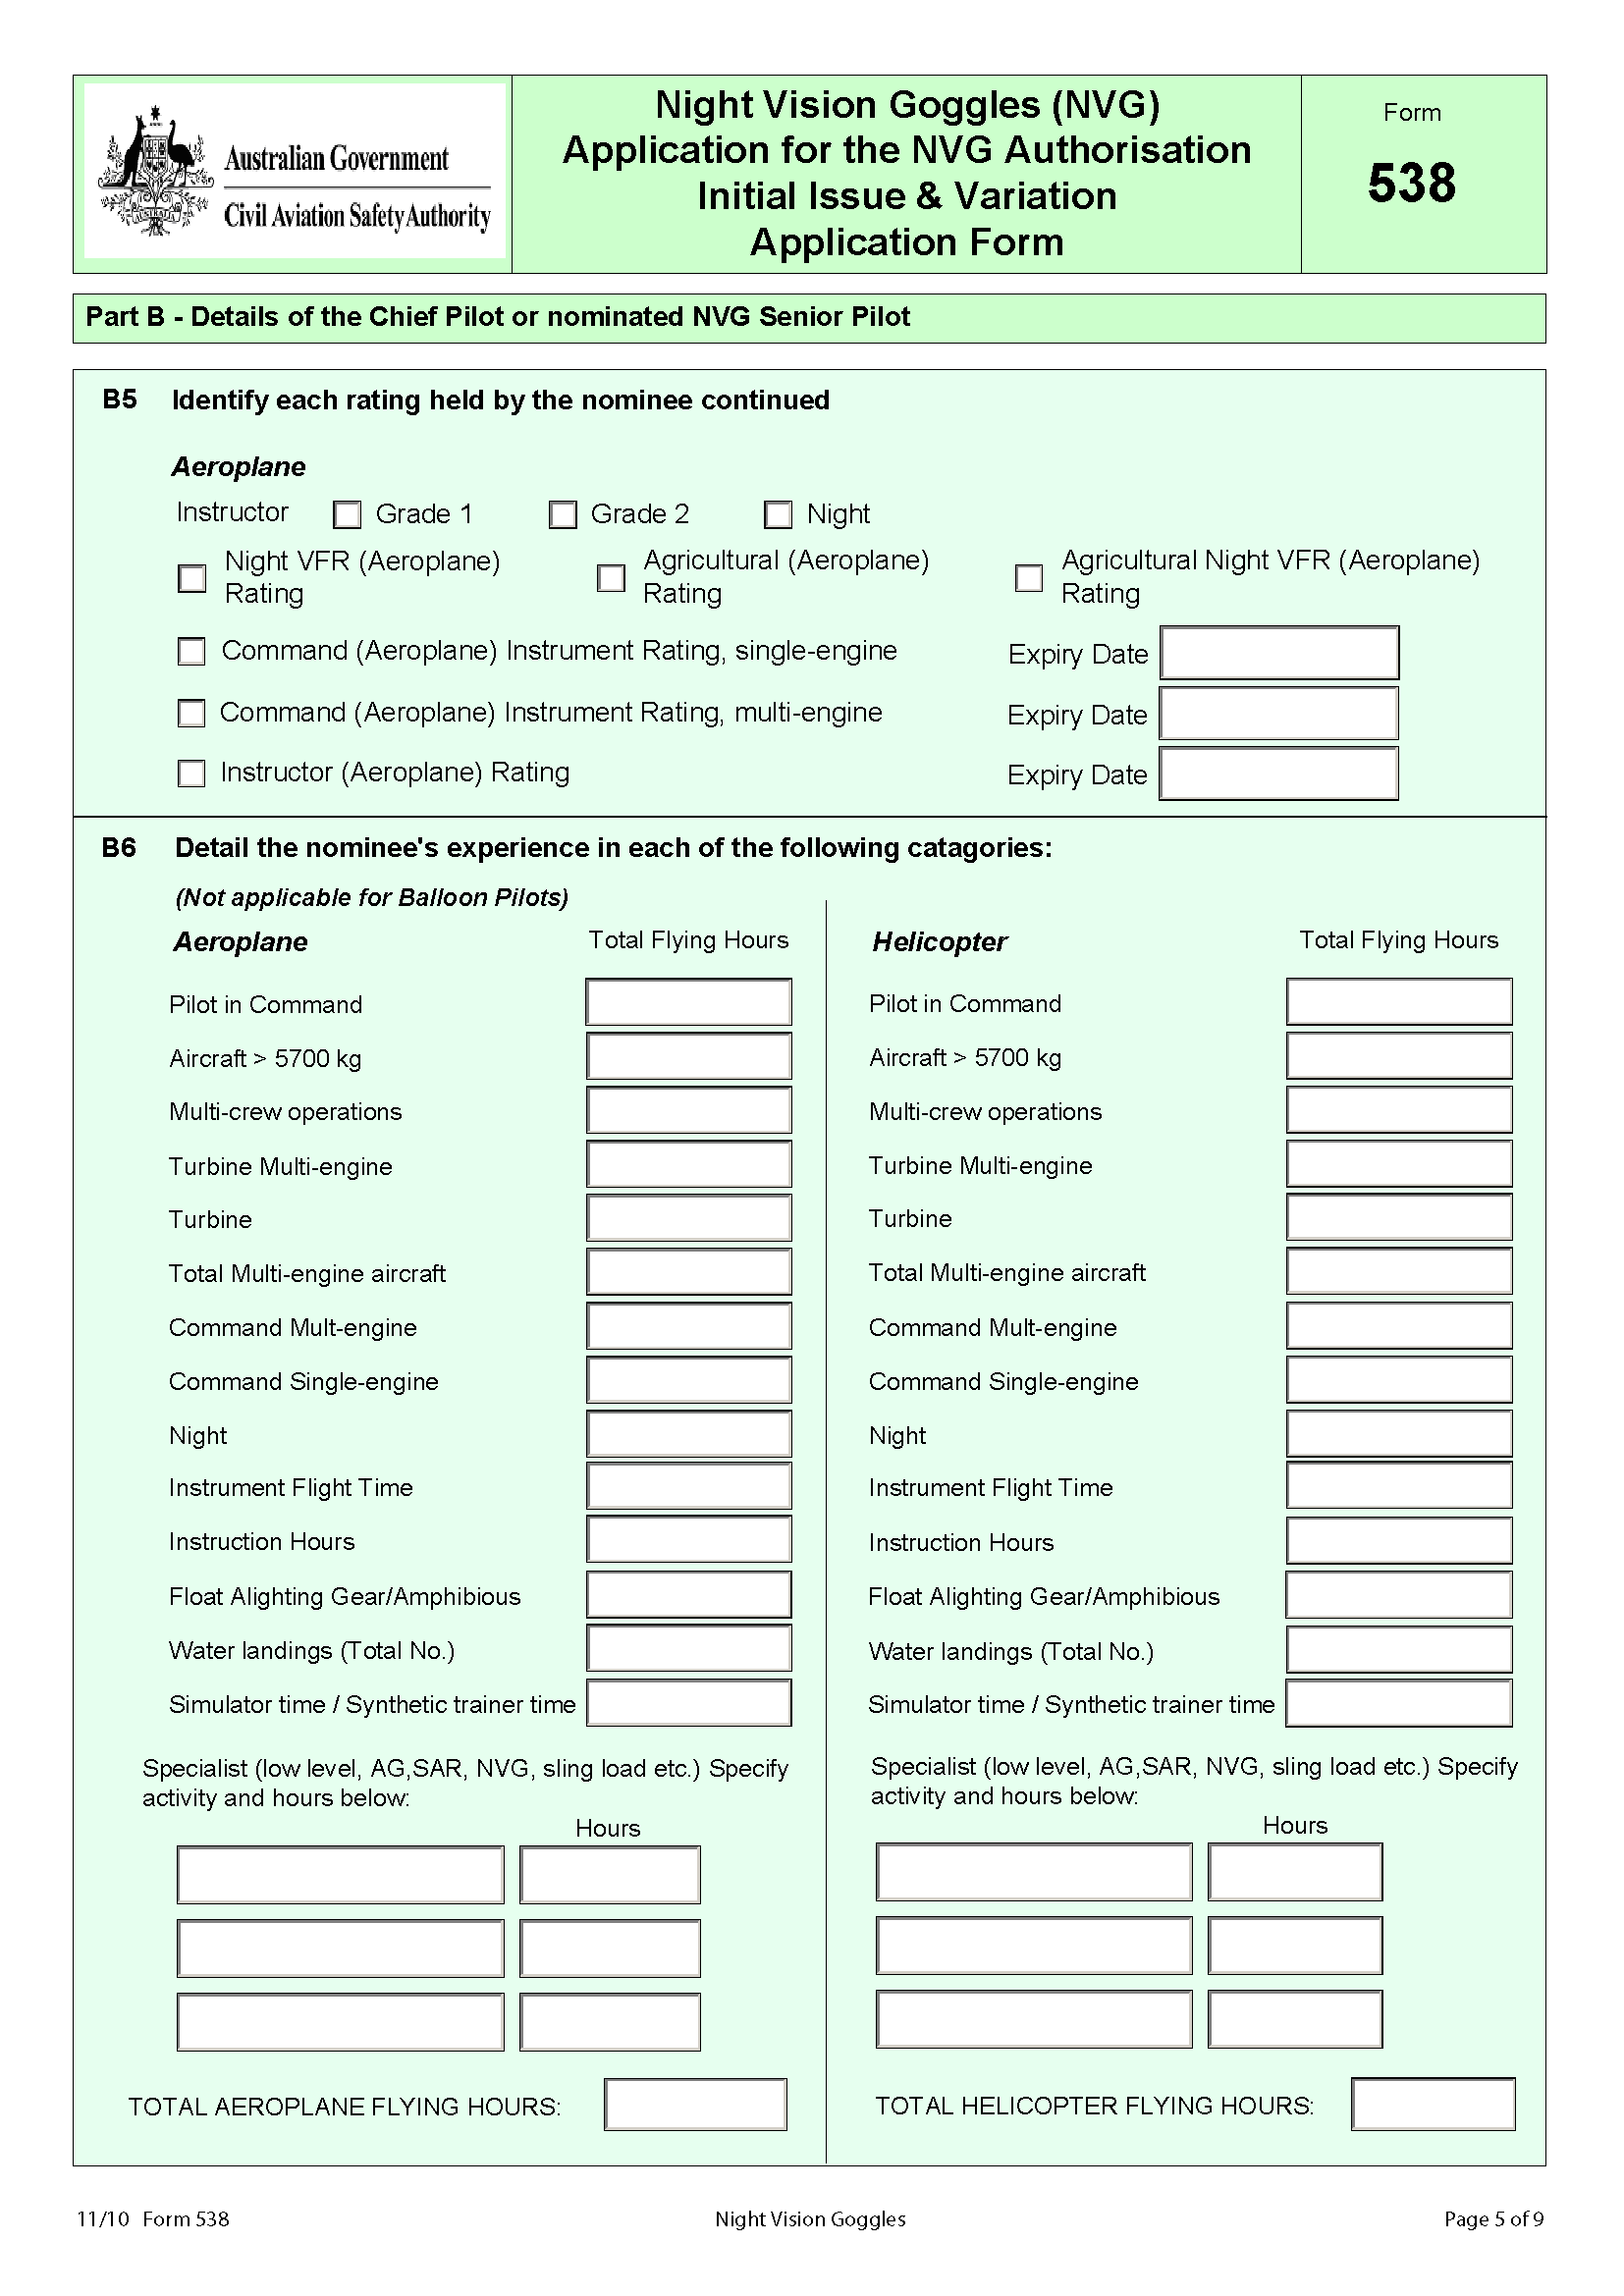 Australian Government
Civil Aviation Safety Authority
Night Vision Goggles (NVG)
Application for the NVG Authorisation
Initial Issue & Variation
Application Form
Form
538
Part B - Details of the Chief Pilot or nominated NVG Senior Pilot
B5 Identify each rating held by the nominee continued
Aeroplane
Instructor Grade 1 Grade 2 Night
Night VFR (Aeroplane)
Rating
Agricultural (Aeroplane)
Rating
Agricultural Night VFR (Aeroplane)
Rating
Command (Aeroplane) Instrument Rating, single-engine Expiry Date
Command (Aeroplane) Instrument Rating, multi-engine Expiry Date
Instructor (Aeroplane) Rating Expiry Date
B6 Detail the nominee's experience in each of the following catagories:
(Not applicable for Balloon Pilots)
Aeroplane Total Flying Hours
Pilot in Command
Aircraft > 5700 kg
Multi-crew operations
Turbine Multi-engine
Turbine
Total Multi-engine aircraft
Command Mult-engine
Command Single-engine
Night
Instrument Flight Time
Instruction Hours
Float Alighting Gear/Amphibious
Water landings (Total No.)
Simulator time / Synthetic trainer time
Specialist (low level, AG,SAR, NVG, sling load etc.) Specify
activity and hours below:
Hours
TOTAL AEROPLANE FLYING HOURS:
Helicopter Total Flying Hours
Pilot in Command
Aircraft > 5700 kg
Multi-crew operations
Turbine Multi-engine
Turbine
Total Multi-engine aircraft
Command Mult-engine
Command Single-engine
Night
Instrument Flight Time
Instruction Hours
Float Alighting Gear/Amphibious
Water landings (Total No.)
Simulator time / Synthetic trainer time
Specialist (low level, AG,SAR, NVG, sling load etc.) Specify
activity and hours below:
Hours
TOTAL HELICOPTER FLYING HOURS:
11/10 Form 538 Night Vision Goggles Page 5 of 9